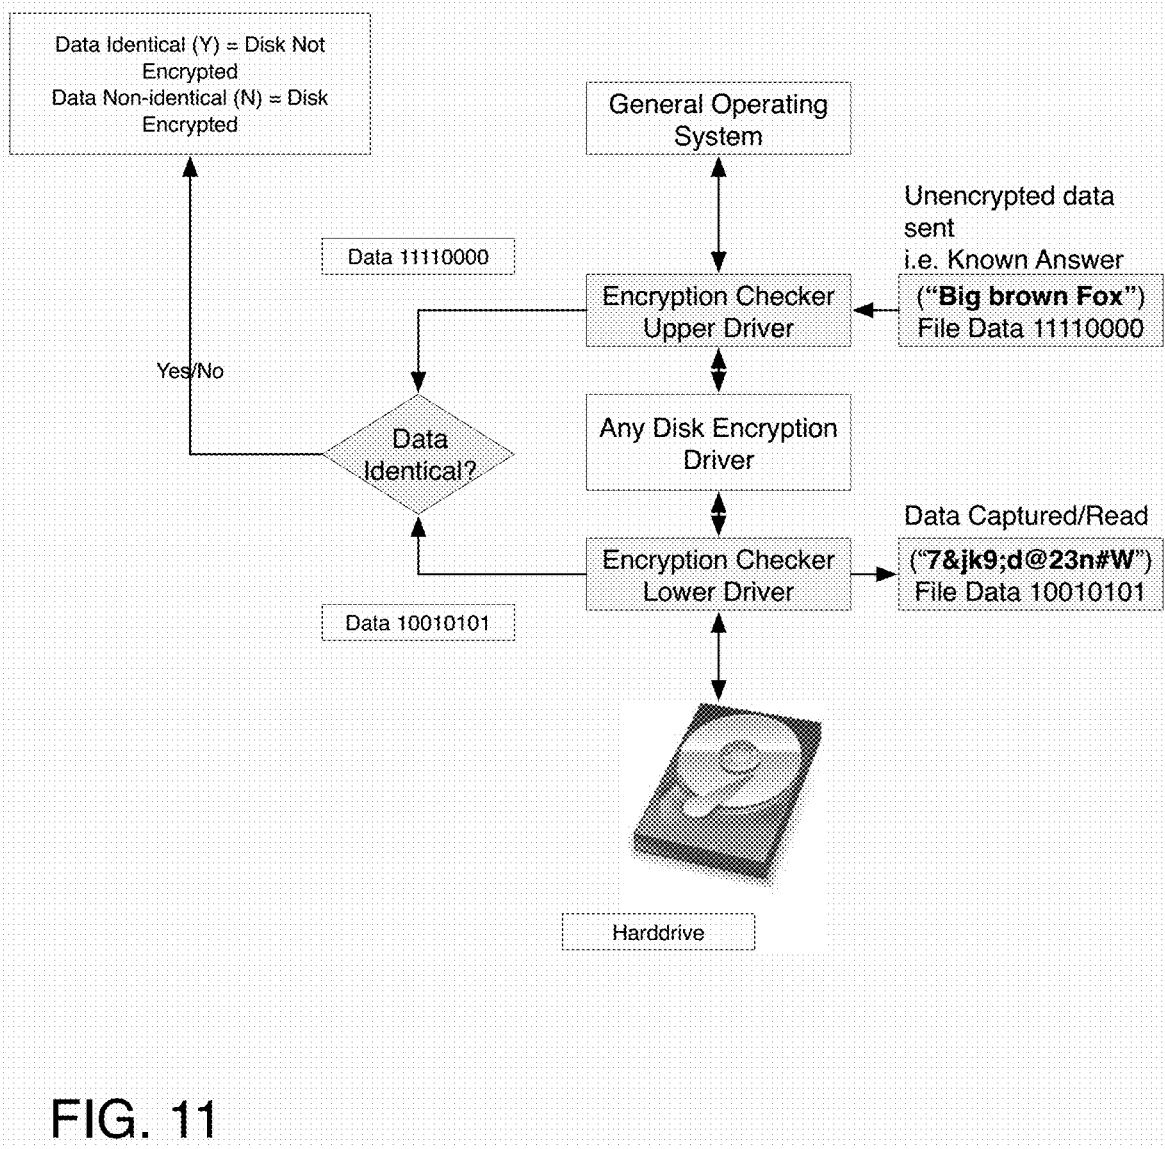 Data Identical (Y) = Disk Not
Encrypted
Data Non-identical (N) = Disk
Encrypted
General Operating
System
Unencrypted data
sent
i.e. Known Answer
Data 11110000
Encryption Checker
Upper Driver
(“Big brown Fox”)
File Data 11110000
Yes/No
Data
Identical?
Any Disk Encryption
Driver
Data Captured/Read
Encryption Checker
Lower Driver
(“7&jk9;d@23n#W”)
File Data 10010101
Data 10010101
Harddrive
FIG. 11